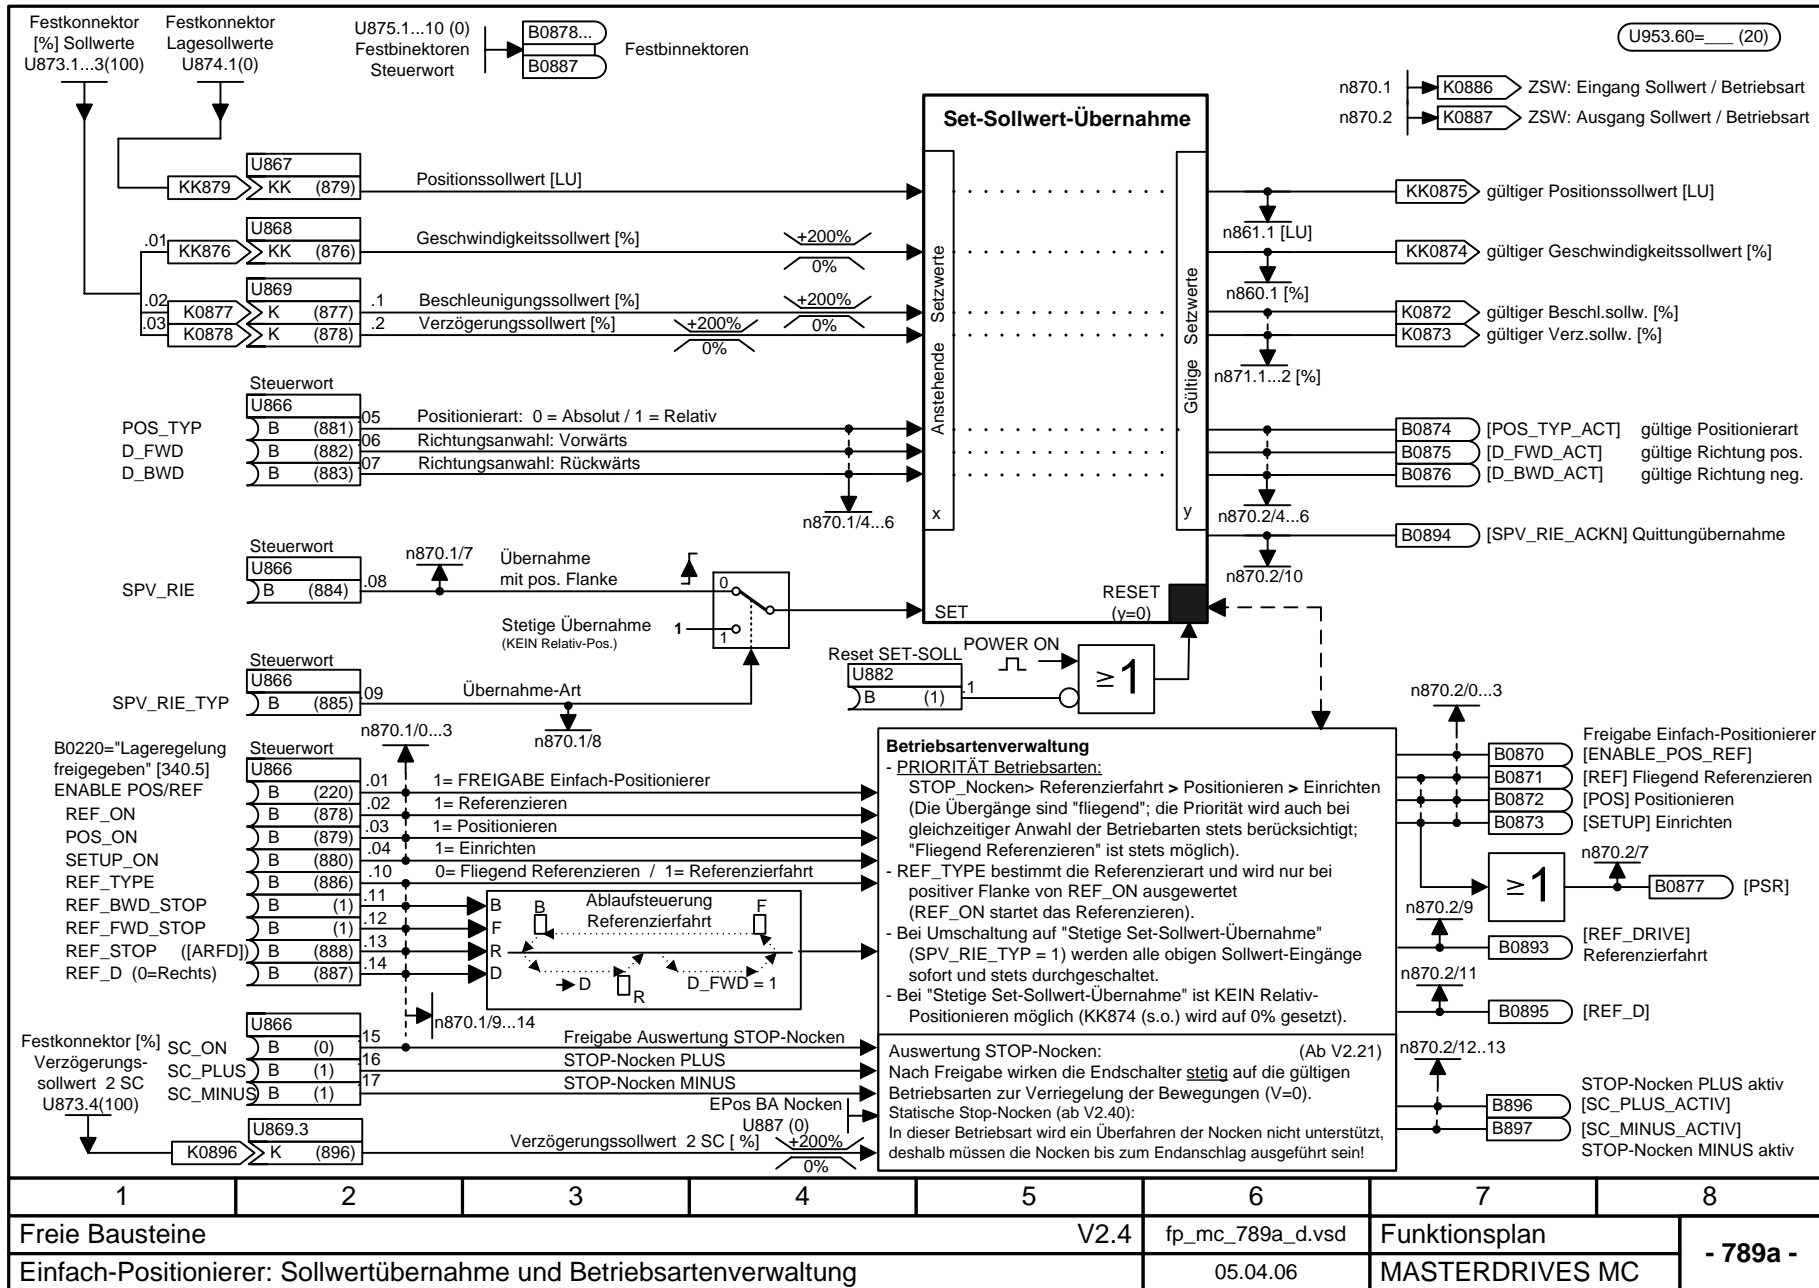 Festkonnektor
[%] Sollwerte
U873.1...3(100)
Festkonnektor
Lagesollwerte
U874.1(0)
U875.1...10 (0)
Festbinektoren
Steuerwort
B0878...
B0887
Festbinnektoren
U953.60=___ (20)
n870.1
K0886
ZSW: Eingang Sollwert / Betriebsart
n870.2
K0887
ZSW: Ausgang Sollwert / Betriebsart
Set-Sollwert-Übernahme
U867
KK879
KK (879)
Positionssollwert [LU]
KK0875
gültiger Positionssollwert [LU]
n861.1 [LU]
U868
.01
KK876
KK (876)
Geschwindigkeitssollwert [%]
+200%
0%
KK0874
gültiger Geschwindigkeitssollwert [%]
n860.1 [%]
U869
.02
K0877
K (877)
.1
Beschleunigungssollwert [%]
+200%
0%
K0872
gültiger Beschl.sollw. [%]
.03
K0878
K (878)
.2
Verzögerungssollwert [%]
+200%
0%
K0873
gültiger Verz.sollw. [%]
n871.1...2 [%]
Anstehende Setzwerte
Gültige Setzwerte
x
y
Steuerwort
U866
POS_TYP
B (881)
05
Positionierart: 0 = Absolut / 1 = Relativ
D_FWD
B (882)
06
Richtungsanwahl: Vorwärts
D_BWD
B (883)
07
Richtungsanwahl: Rückwärts
n870.1/4...6
B0874
[POS_TYP_ACT] gültige Positionierart
B0875
[D_FWD_ACT] gültige Richtung pos.
B0876
[D_BWD_ACT] gültige Richtung neg.
n870.2/4...6
B0894
[SPV_RIE_ACKN] Quittungübernahme
n870.2/10
Steuerwort
U866
SPV_RIE
B (884)
.08
n870.1/7
Übernahme
mit pos. Flanke
0
Stetige Übernahme
(KEIN Relativ-Pos.)
1
1
SET
RESET
(y=0)
Reset SET-SOLL
U882
B (1)
.1
POWER ON
≥1
Steuerwort
U866
SPV_RIE_TYP
B (885)
.09
Übernahme-Art
n870.1/8
B0220="Lageregelung
freigegeben" [340.5]
ENABLE POS/REF
Steuerwort
U866
n870.1/0...3
B (220)
.01
1= FREIGABE Einfach-Positionierer
REF_ON
B (878)
.02
1= Referenzieren
POS_ON
B (879)
.03
1= Positionieren
SETUP_ON
B (880)
.04
1= Einrichten
REF_TYPE
B (886)
.10
0= Fliegend Referenzieren / 1= Referenzierfahrt
REF_BWD_STOP
B (1)
.11
REF_FWD_STOP
B (1)
.12
REF_STOP ([ARFD])
B (888)
.13
REF_D (0=Rechts)
B (887)
.14
B
F
R
D
Ablaufsteuerung
Referenzierfahrt
B
F
D
R
D_FWD = 1
n870.1/9...14
Betriebsartenverwaltung
- PRIORITÄT Betriebsarten:
STOP_Nocken> Referenzierfahrt > Positionieren > Einrichten
(Die Übergänge sind "fliegend"; die Priorität wird auch bei
gleichzeitiger Anwahl der Betriebarten stets berücksichtigt;
"Fliegend Referenzieren" ist stets möglich).
- REF_TYPE bestimmt die Referenzierart und wird nur bei
positiver Flanke von REF_ON ausgewertet
(REF_ON startet das Referenzieren).
- Bei Umschaltung auf "Stetige Set-Sollwert-Übernahme"
(SPV_RIE_TYP = 1) werden alle obigen Sollwert-Eingänge
sofort und stets durchgeschaltet.
- Bei "Stetige Set-Sollwert-Übernahme" ist KEIN Relativ-
Positionieren möglich (KK874 (s.o.) wird auf 0% gesetzt).
n870.2/0...3
Freigabe Einfach-Positionierer
B0870
[ENABLE_POS_REF]
B0871
[REF] Fliegend Referenzieren
B0872
[POS] Positionieren
B0873
[SETUP] Einrichten
≥1
n870.2/7
B0877
[PSR]
n870.2/9
B0893
[REF_DRIVE]
Referenzierfahrt
n870.2/11
B0895
[REF_D]
Festkonnektor [%]
Verzögerungs-
sollwert 2 SC
U873.4(100)
U866
SC_ON
B (0)
15
Freigabe Auswertung STOP-Nocken
SC_PLUS
B (1)
16
STOP-Nocken PLUS
SC_MINUS
B (1)
17
STOP-Nocken MINUS
EPos BA Nocken
U887 (0)
U869.3
K0896
K (896)
Verzögerungssollwert 2 SC [ %]
+200%
0%
Auswertung STOP-Nocken: (Ab V2.21)
Nach Freigabe wirken die Endschalter stetig auf die gültigen
Betriebsarten zur Verriegelung der Bewegungen (V=0).
Statische Stop-Nocken (ab V2.40):
In dieser Betriebsart wird ein Überfahren der Nocken nicht unterstützt,
deshalb müssen die Nocken bis zum Endanschlag ausgeführt sein!
n870.2/12..13
STOP-Nocken PLUS aktiv
B896
[SC_PLUS_ACTIV]
B897
[SC_MINUS_ACTIV]
STOP-Nocken MINUS aktiv
1 2 3 4 5 6 7 8
Freie Bausteine V2.4
fp_mc_789a_d.vsd
Funktionsplan
- 789a -
Einfach-Positionierer: Sollwertübernahme und Betriebsartenverwaltung
05.04.06
MASTERDRIVES MC